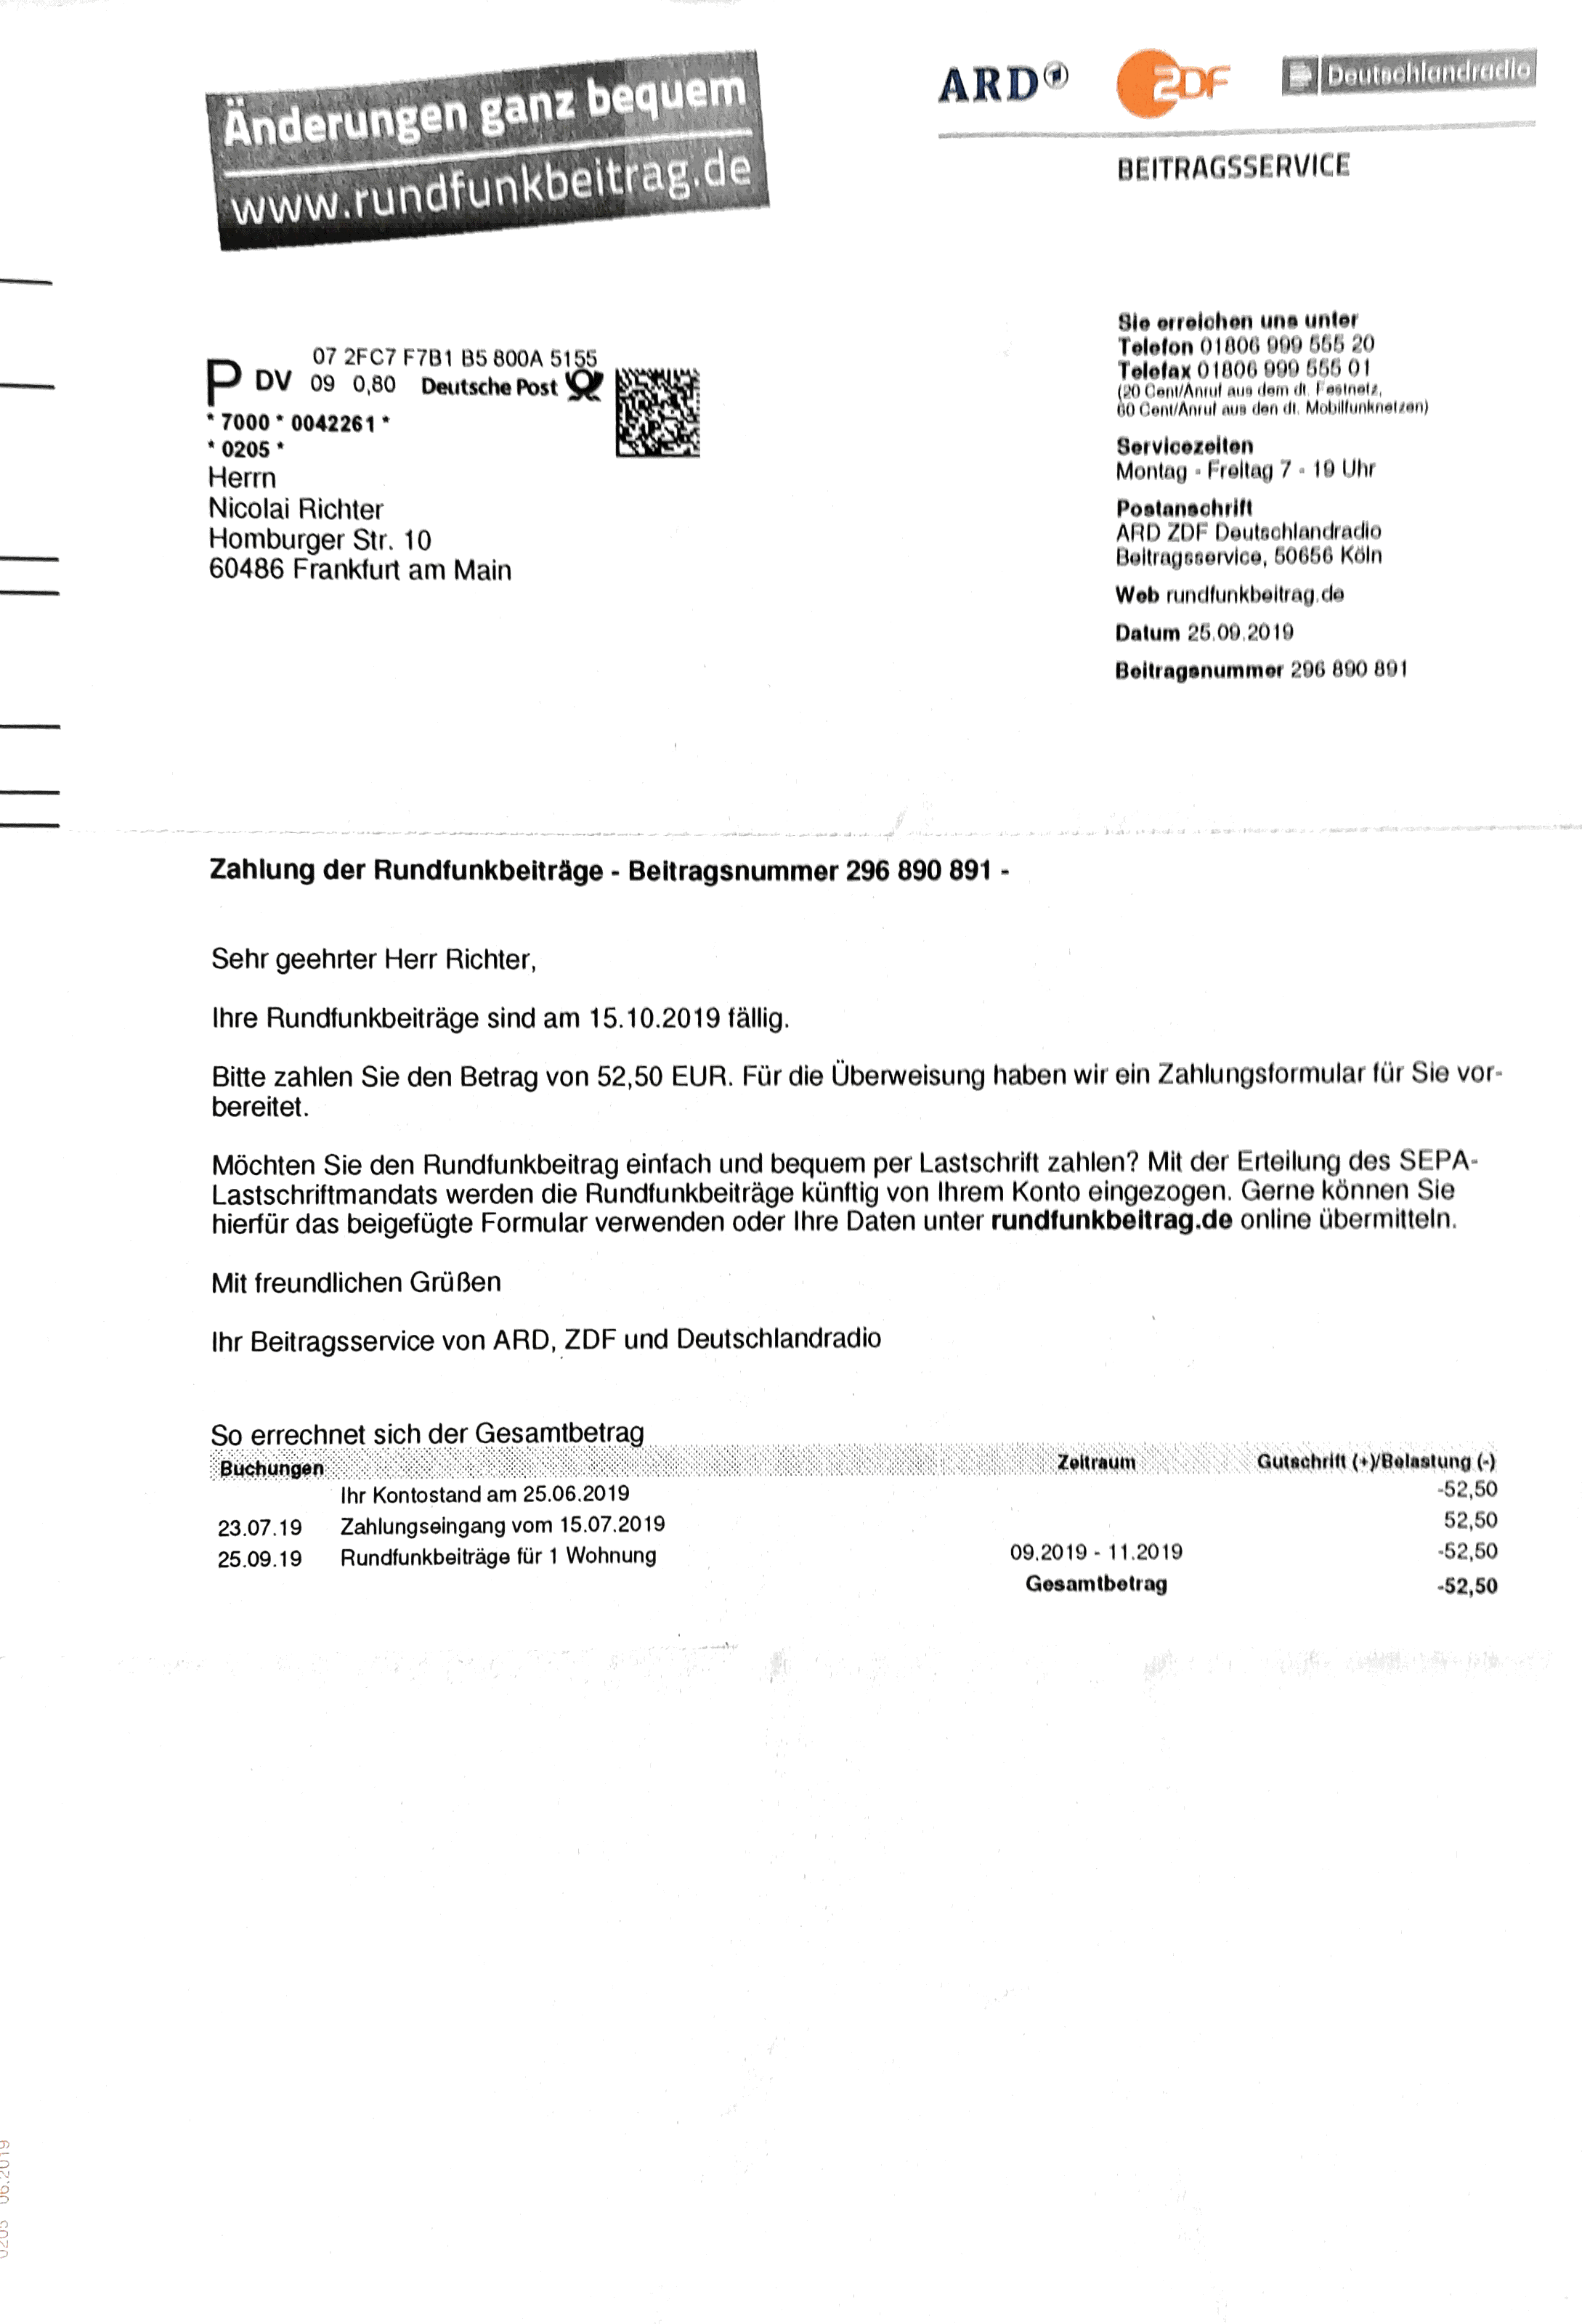 Änderungen ganz bequem
www.rundfunkbeitrag.de
ARD 1 ZDF Deutschlandradio
BEITRAGSSERVICE
Sie erreichen uns unter
Telefon 01806 999 555 20
Telefax 01806 999 555 01
(20 Cent/Anruf aus dem dt. Festnetz,
60 Cent/Anruf aus den dt. Mobilfunknetzen)
Servicezeiten
Montag - Freitag 7 - 19 Uhr
Postanschrift
ARD ZDF Deutschlandradio
Beitragsservice, 50656 Köln
Web rundfunkbeitrag.de
Datum 25.09.2019
Beitragsnummer 296 890 891
07 2FC7 F7B1 B5 800A 5155
P DV 09 0,80 Deutsche Post
* 7000 * 0042261 *
* 0205 *
Herrn
Nicolai Richter
Homburger Str. 10
60486 Frankfurt am Main
Zahlung der Rundfunkbeiträge - Beitragsnummer 296 890 891 -
Sehr geehrter Herr Richter,
Ihre Rundfunkbeiträge sind am 15.10.2019 fällig.
Bitte zahlen Sie den Betrag von 52,50 EUR. Für die Überweisung haben wir ein Zahlungsformular für Sie vor-
bereitet.
Möchten Sie den Rundfunkbeitrag einfach und bequem per Lastschrift zahlen? Mit der Erteilung des SEPA-
Lastschriftmandats werden die Rundfunkbeiträge künftig von Ihrem Konto eingezogen. Gerne können Sie
hierfür das beigefügte Formular verwenden oder Ihre Daten unter rundfunkbeitrag.de online übermitteln.
Mit freundlichen Grüßen
Ihr Beitragsservice von ARD, ZDF und Deutschlandradio
So errechnet sich der Gesamtbetrag
Buchungen Zeitraum Gutschrift (+)/Belastung (-)
Ihr Kontostand am 25.06.2019 -52,50
23.07.19 Zahlungseingang vom 15.07.2019 52,50
25.09.19 Rundfunkbeiträge für 1 Wohnung 09.2019 - 11.2019 -52,50
Gesamtbetrag -52,50
0205 06.2019